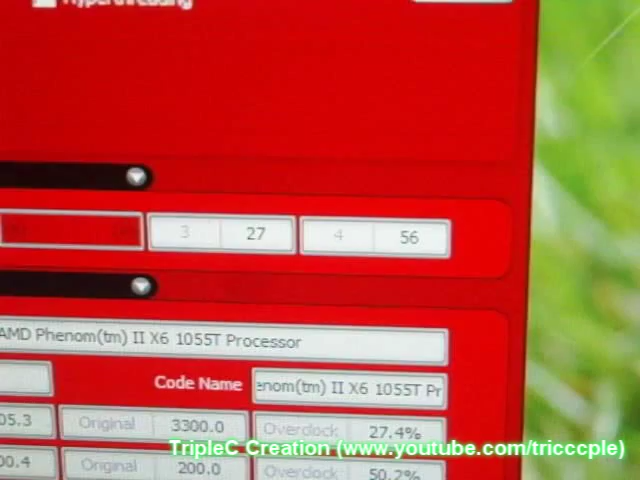 Hyperthreading
3 27 4 56
AMD Phenom(tm) II X6 1055T Processor
Code Name enom(tm) II X6 1055T Pr
05.3 Original 3300.0 Overclock 27.4%
00.4 Original 200.0 Overclock 50.2%
TripleC Creation (www.youtube.com/tricccple)